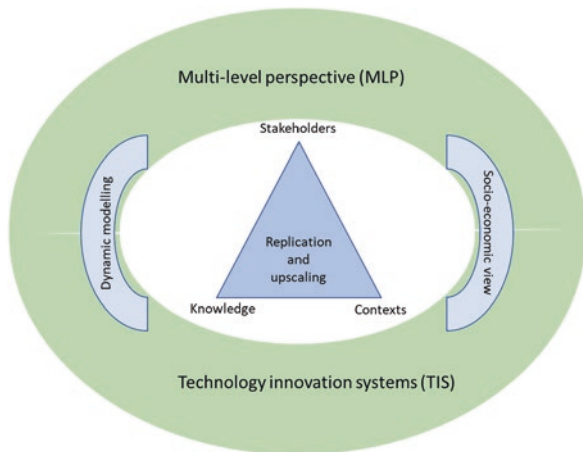 Multi-level perspective (MLP)
Stakeholders
Dynamic modelling
Socio-economic view
Replication
and
upscaling
Knowledge
Contexts
Technology innovation systems (TIS)